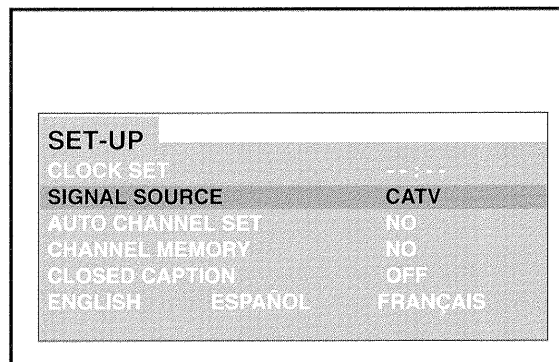 SET-UP
CLOCK SET --:--
SIGNAL SOURCE CATV
AUTO CHANNEL SET NO
CHANNEL MEMORY NO
CLOSED CAPTION OFF
ENGLISH ESPAÑOL FRANÇAIS